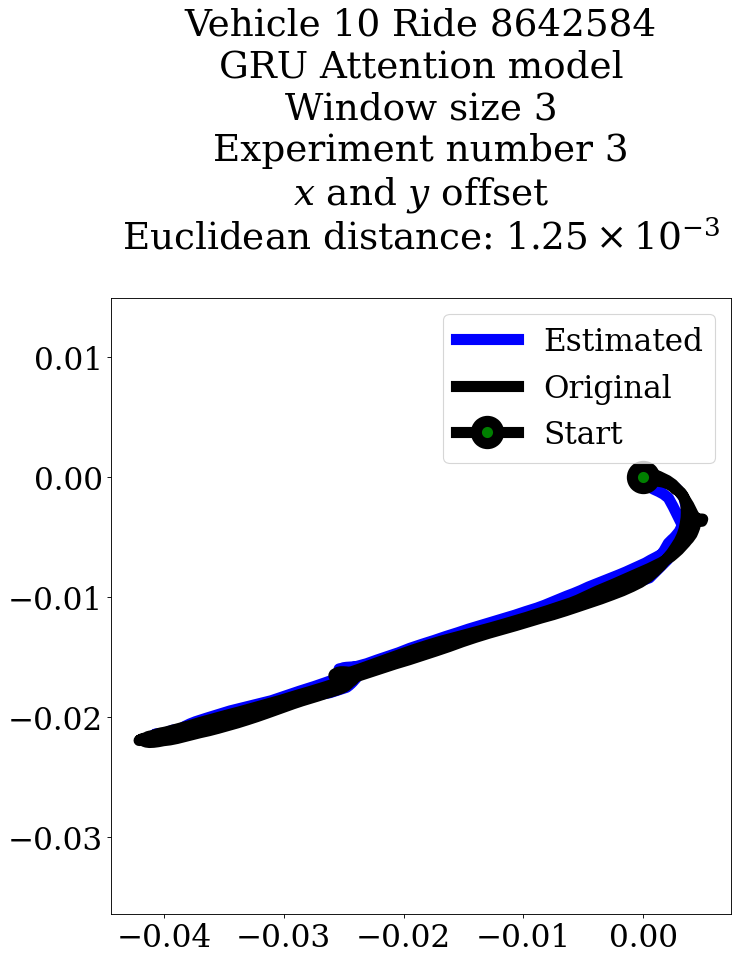 Vehicle 10 Ride 8642584
GRU Attention model
Window size 3
Experiment number 3
x and y offset
Euclidean distance: 1.25 × 10⁻³
Estimated
Original
Start
0.01
0.00
−0.01
−0.02
−0.03
−0.04 −0.03 −0.02 −0.01 0.00